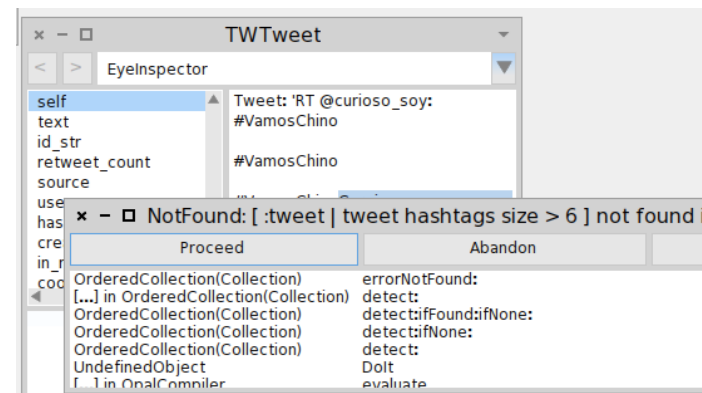 TWTweet
< > EyeInspector
self
text
id_str
retweet_count
source
Tweet: 'RT @curioso_soy:
#VamosChino
#VamosChino
NotFound: [ :tweet | tweet hashtags size > 6 ] not found
Proceed Abandon
OrderedCollection(Collection) errorNotFound:
[...] in OrderedCollection(Collection) detect:
OrderedCollection(Collection) detect:ifFound:ifNone:
OrderedCollection(Collection) detect:ifNone:
OrderedCollection(Collection) detect:
UndefinedObject DoIt
[...] in OpalCompiler evaluate